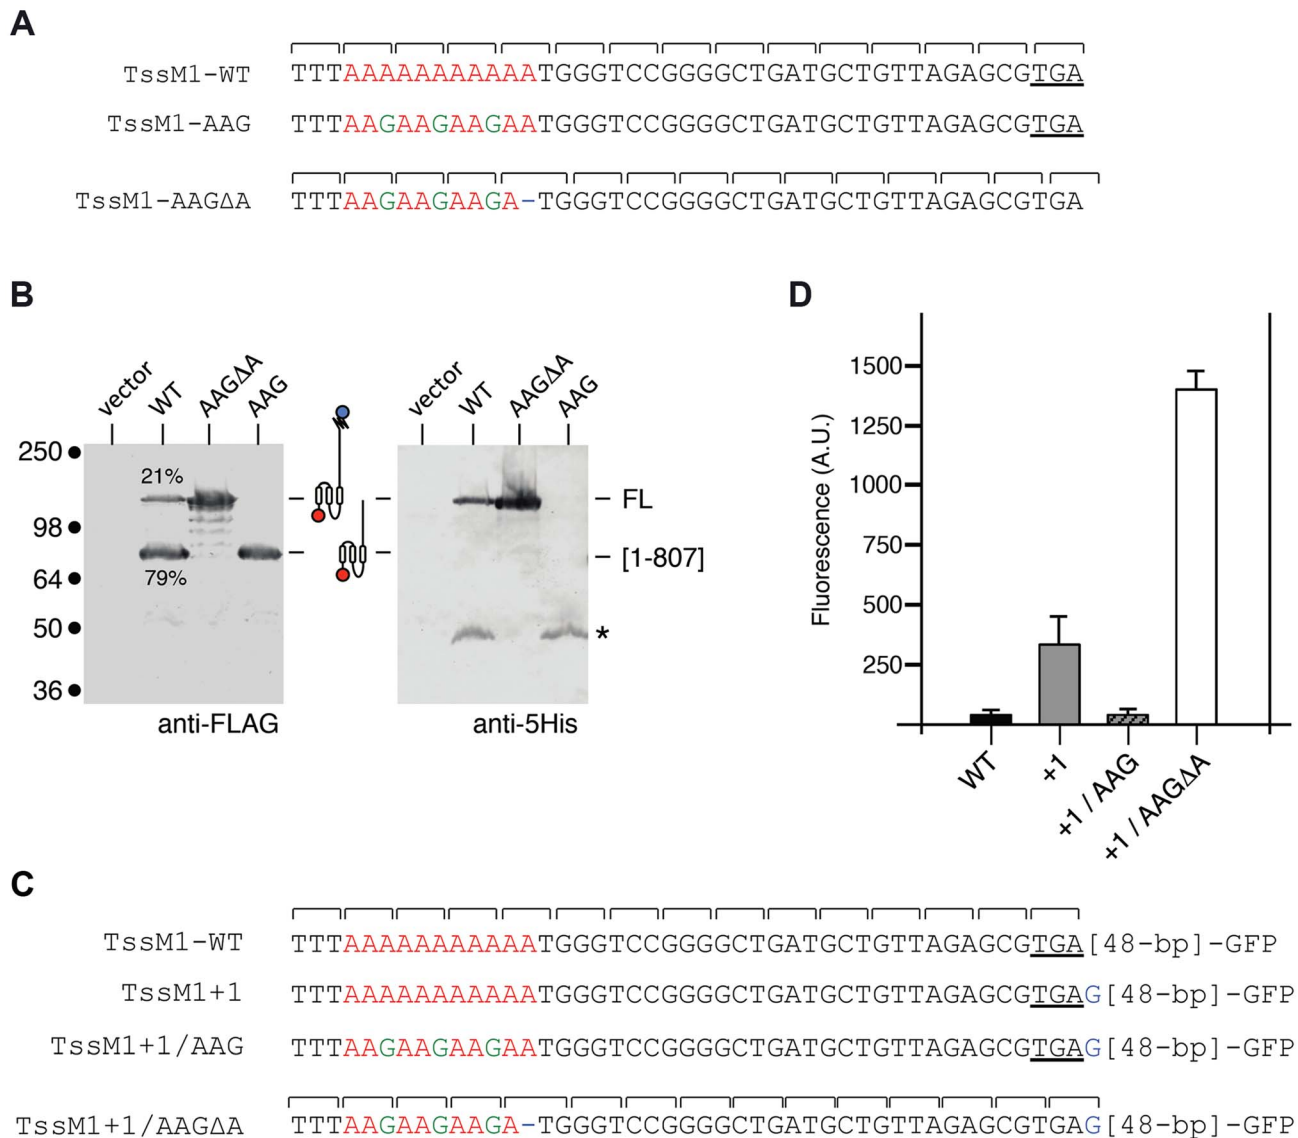 A
TssM1-WT TTTAAAAAAAAAAATGGGTCCGGGGCTGATGCTGTTAGAGCGTGA
TssM1-AAG TTTAAGAAGAAGAATGGGTCCGGGGCTGATGCTGTTAGAGCGTGA
TssM1-AAGΔA TTTAAGAAGAAGA-TGGGTCCGGGGCTGATGCTGTTAGAGCGTGA
B
vector WT AAGΔA AAG
vector WT AAGΔA AAG
250
98
64
50
36
21%
79%
FL
[1-807]
*
anti-FLAG
anti-5His
D
Fluorescence (A.U.)
1500
1250
1000
750
500
250
WT
+1
+1 / AAG
+1 / AAGΔA
C
TssM1-WT TTTAAAAAAAAAAATGGGTCCGGGGCTGATGCTGTTAGAGCGTGA[48-bp]-GFP
TssM1+1 TTTAAAAAAAAAAATGGGTCCGGGGCTGATGCTGTTAGAGCGTGAG[48-bp]-GFP
TssM1+1/AAG TTTAAGAAGAAGAATGGGTCCGGGGCTGATGCTGTTAGAGCGTGAG[48-bp]-GFP
TssM1+1/AAGΔA TTTAAGAAGAAGA-TGGGTCCGGGGCTGATGCTGTTAGAGCGTGAG[48-bp]-GFP